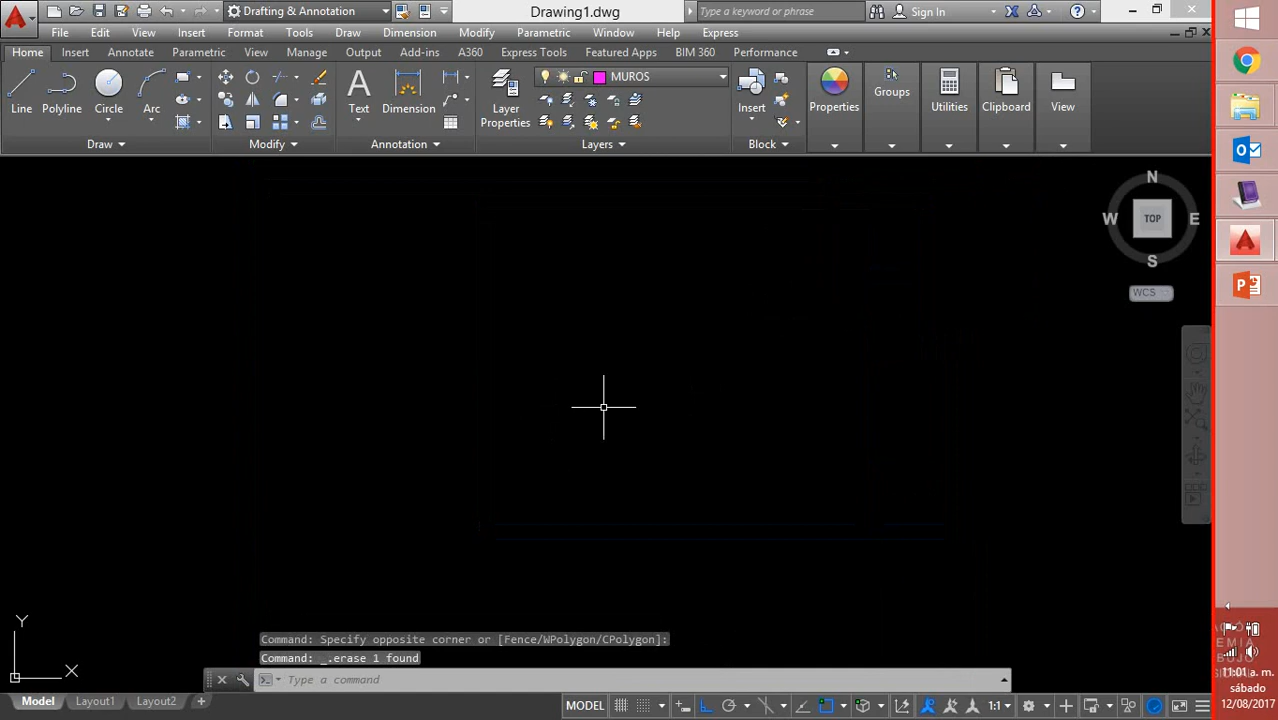 Drafting & Annotation
Drawing1.dwg
Type a keyword or phrase
Sign In
File Edit View Insert Format Tools Draw Dimension Modify Parametric Window Help Express
Home Insert Annotate Parametric View Manage Output Add-ins A360 Express Tools Featured Apps BIM 360 Performance
MUROS
Line Polyline Circle Arc Text Dimension Layer Properties Insert Properties Groups Utilities Clipboard View
Draw Modify Annotation Layers Block
N
W TOP E
S
WCS
Y
X
Command: Specify opposite corner or [Fence/WPolygon/CPolygon]:
Command: _.erase 1 found
Type a command
Model Layout1 Layout2 +
MODEL 1:1
11:01 a. m.
sábado
12/08/2017